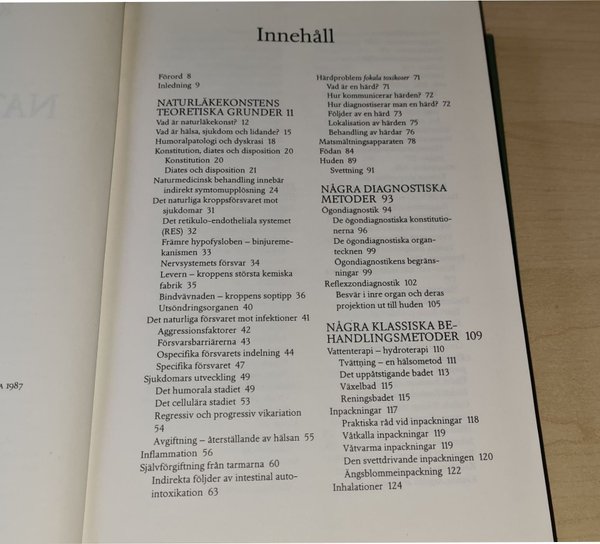 Innehåll
Förord 8
Inledning 9
NATURLÄKEKONSTENS
TEORETISKA GRUNDER 11
Vad är naturläkekonst? 12
Vad är hälsa, sjukdom och lidande? 15
Humoralpatologi och dyskrasi 18
Konstitution, diates och disposition 20
Konstitution 20
Diates och disposition 21
Naturmedicinsk behandling innebär
indirekt symtomupplösning 24
Det naturliga kroppsförsvaret mot
sjukdomar 31
Det retikulo-endotheliala systemet
(RES) 32
Främre hypofysloben – binjureme-
kanismen 33
Nervsystemets försvar 34
Levern – kroppens största kemiska
fabrik 35
Bindvävnaden – kroppens soptipp 36
Utsöndringsorganen 40
Det naturliga försvaret mot infektioner 41
Aggressionsfaktorer 42
Försvarsbarriärerna 43
Ospecifika försvarets indelning 44
Specifika försvaret 47
Sjukdomars utveckling 49
Det humorala stadiet 49
Det cellulära stadiet 53
Regressiv och progressiv vikariation
54
Avgiftning – återställande av hälsan 55
Inflammation 56
Självförgiftning från tarmarna 60
Indirekta följder av intestinal auto-
intoxikation 63
Härdproblem fokala toxikoser 71
Vad är en härd? 71
Hur kommunicerar härden? 72
Hur diagnostiserar man en härd? 72
Följder av en härd 73
Lokalisation av härden 75
Behandling av härdar 76
Matsmältningsapparaten 78
Födan 84
Huden 89
Svettning 91
NÅGRA DIAGNOSTISKA
METODER 93
Ögondiagnostik 94
De ögondiagnostiska konstitutio-
nerna 96
De ögondiagnostiska organ-
tecknen 99
Ögondiagnostikens begräns-
ningar 99
Reflexzondiagnostik 102
Besvär i inre organ och deras
projektion ut till huden 105
NÅGRA KLASSISKA BE-
HANDLINGSMETODER 109
Vattenterapi – hydroterapi 110
Tvättning – en hälsometod 111
Det uppåtstigande badet 113
Växelbad 115
Reningsbadet 115
Inpackningar 117
Praktiska råd vid inpackningar 118
Våtkalla inpackningar 119
Våtvarma inpackningar 119
Den svettdrivande inpackningen 120
Ängsblommeinpackning 122
Inhalationer 124
1987
NA